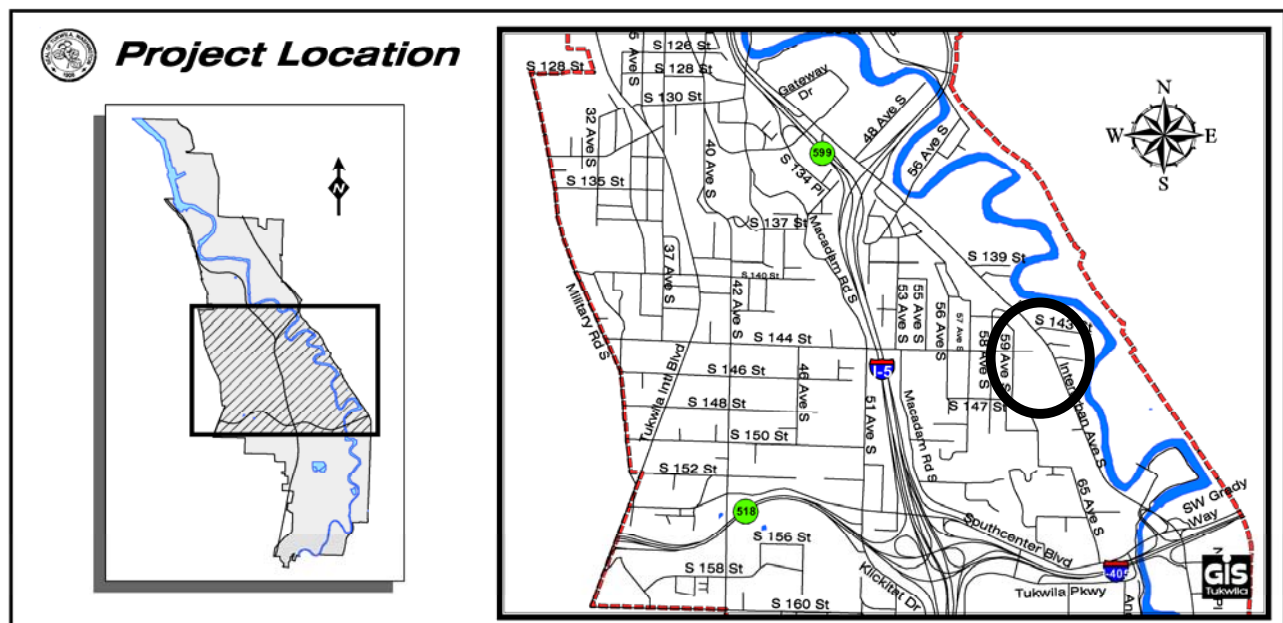 SEAL OF TUKWILA, WASHINGTON
1908
Project Location
N
S 126 St
S 128 St
S 128 St
S 130 St
Gateway
Dr
48 Ave S
56 Ave S
32 Ave S
40 Ave S
599
S 134 Pl
S 135 St
S 137 St
Macadam Rd S
N
W
E
S
S 139 St
37 Ave S
S 140 St
42 Ave S
Military Rd S
53 Ave S
55 Ave S
56 Ave S
57 Ave S
58 Ave S
59 Ave S
S 143 St
S 144 St
Tukwila Intl Blvd
S 146 St
46 Ave S
I-5
S 147 St
S 148 St
51 Ave S
Macadam Rd S
S 150 St
S 152 St
65 Ave S
SW Grady
Way
518
Southcenter Blvd
S 156 St
S 158 St
Klickitat Dr
I-405
Tukwila Pkwy
S 160 St
GIS
Tukwila